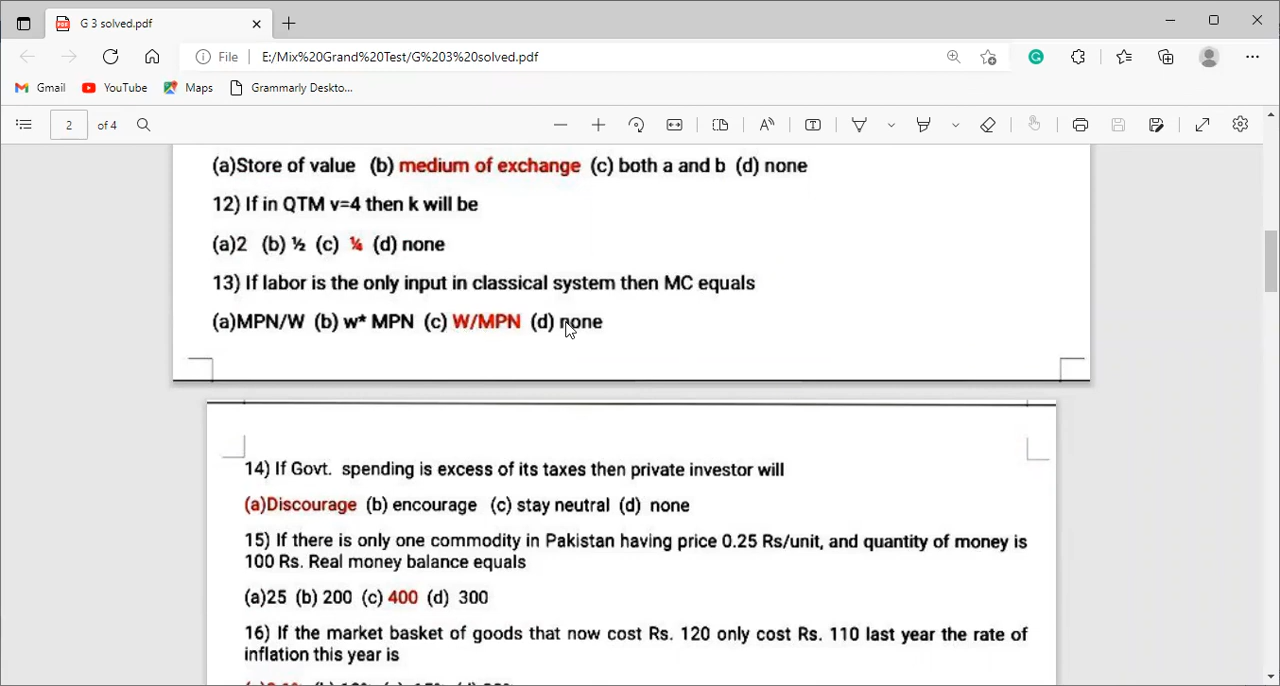 G 3 solved.pdf
File E:/Mix%20Grand%20Test/G%203%20solved.pdf
Gmail YouTube Maps Grammarly Deskto...
2 of 4
(a)Store of value (b) medium of exchange (c) both a and b (d) none
12) If in QTM v=4 then k will be
(a)2 (b) ½ (c) ¼ (d) none
13) If labor is the only input in classical system then MC equals
(a)MPN/W (b) w* MPN (c) W/MPN (d) none
14) If Govt. spending is excess of its taxes then private investor will
(a)Discourage (b) encourage (c) stay neutral (d) none
15) If there is only one commodity in Pakistan having price 0.25 Rs/unit, and quantity of money is
100 Rs. Real money balance equals
(a)25 (b) 200 (c) 400 (d) 300
16) If the market basket of goods that now cost Rs. 120 only cost Rs. 110 last year the rate of
inflation this year is